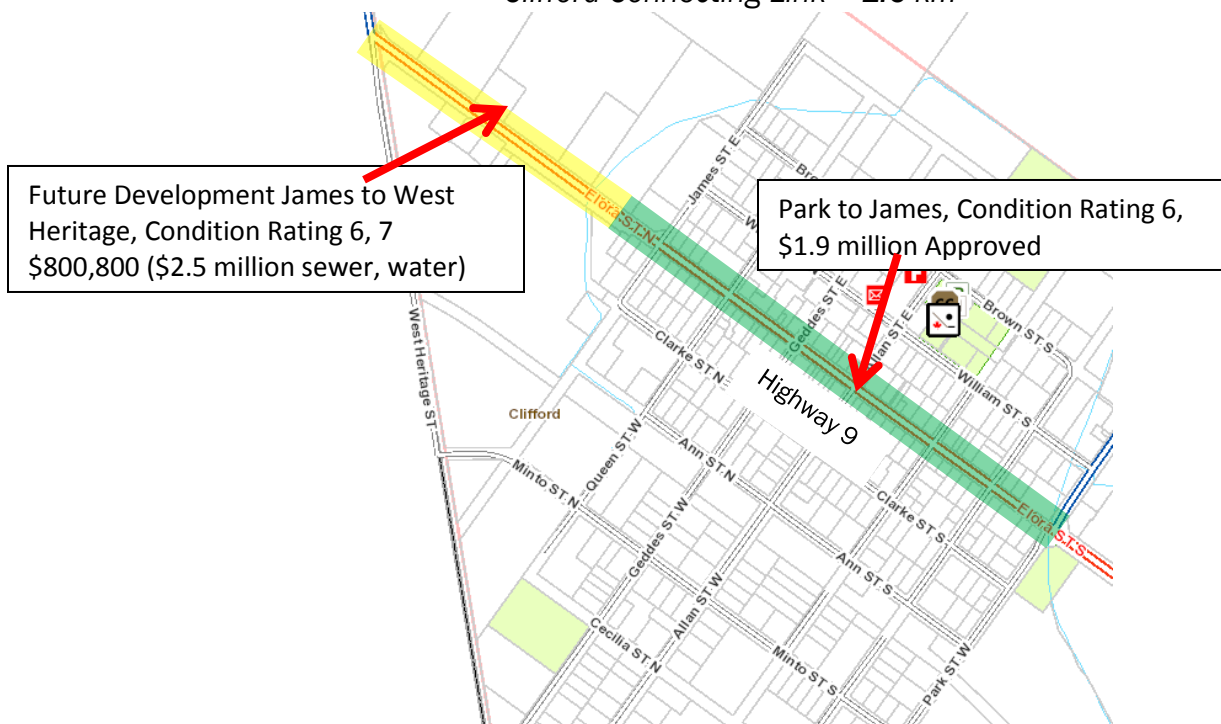 Clifford Connecting Link
Future Development James to West
Heritage, Condition Rating 6, 7
$800,800 ($2.5 million sewer, water)
Park to James, Condition Rating 6,
$1.9 million Approved
Elora S.T.N
James ST E
Geddes ST E
Allan ST E
Brown ST S
William ST S
West Heritage ST
Clarke ST N
Highway 9
Clifford
Queen ST W
Ann ST N
Minto ST N
Geddes ST W
Clarke ST S
Elora S.T.S
Ann ST S
Allan ST W
Cecilia ST N
Minto ST S
Park ST W